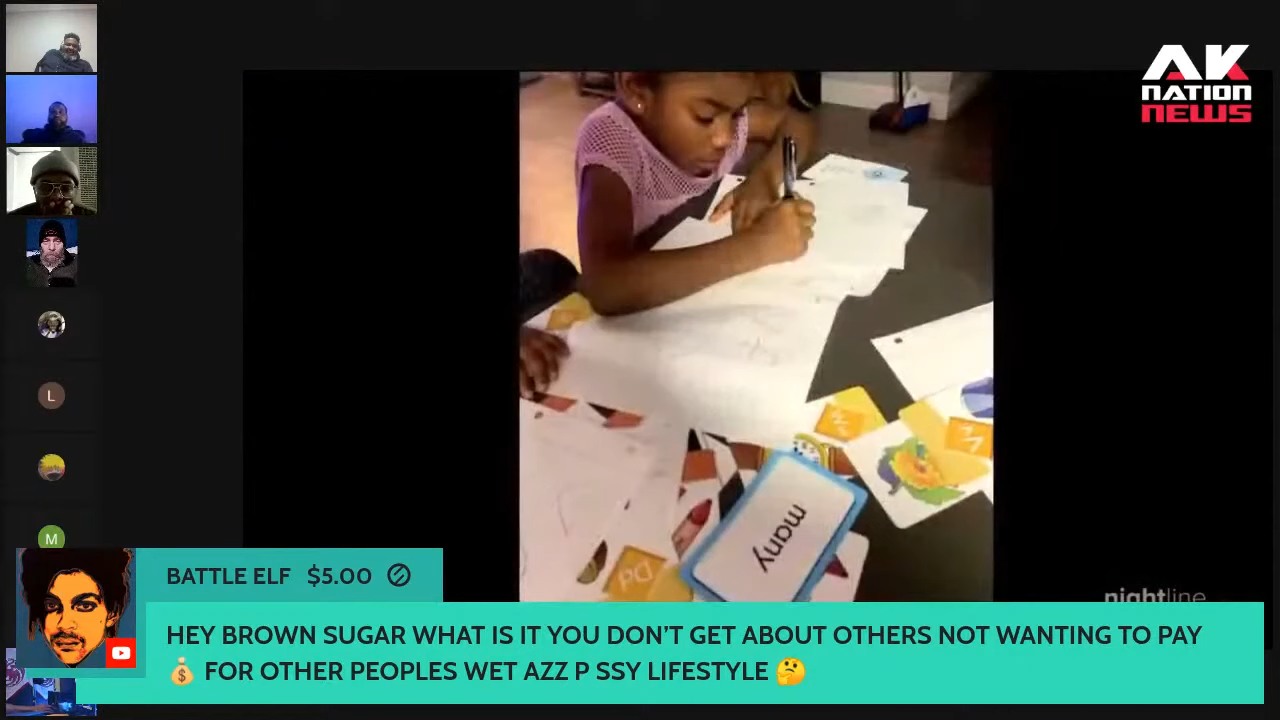 AK
NATION
NEWS
many
nightline
L
M
BATTLE ELF $5.00
HEY BROWN SUGAR WHAT IS IT YOU DON'T GET ABOUT OTHERS NOT WANTING TO PAY
💰 FOR OTHER PEOPLES WET AZZ P SSY LIFESTYLE 🤔